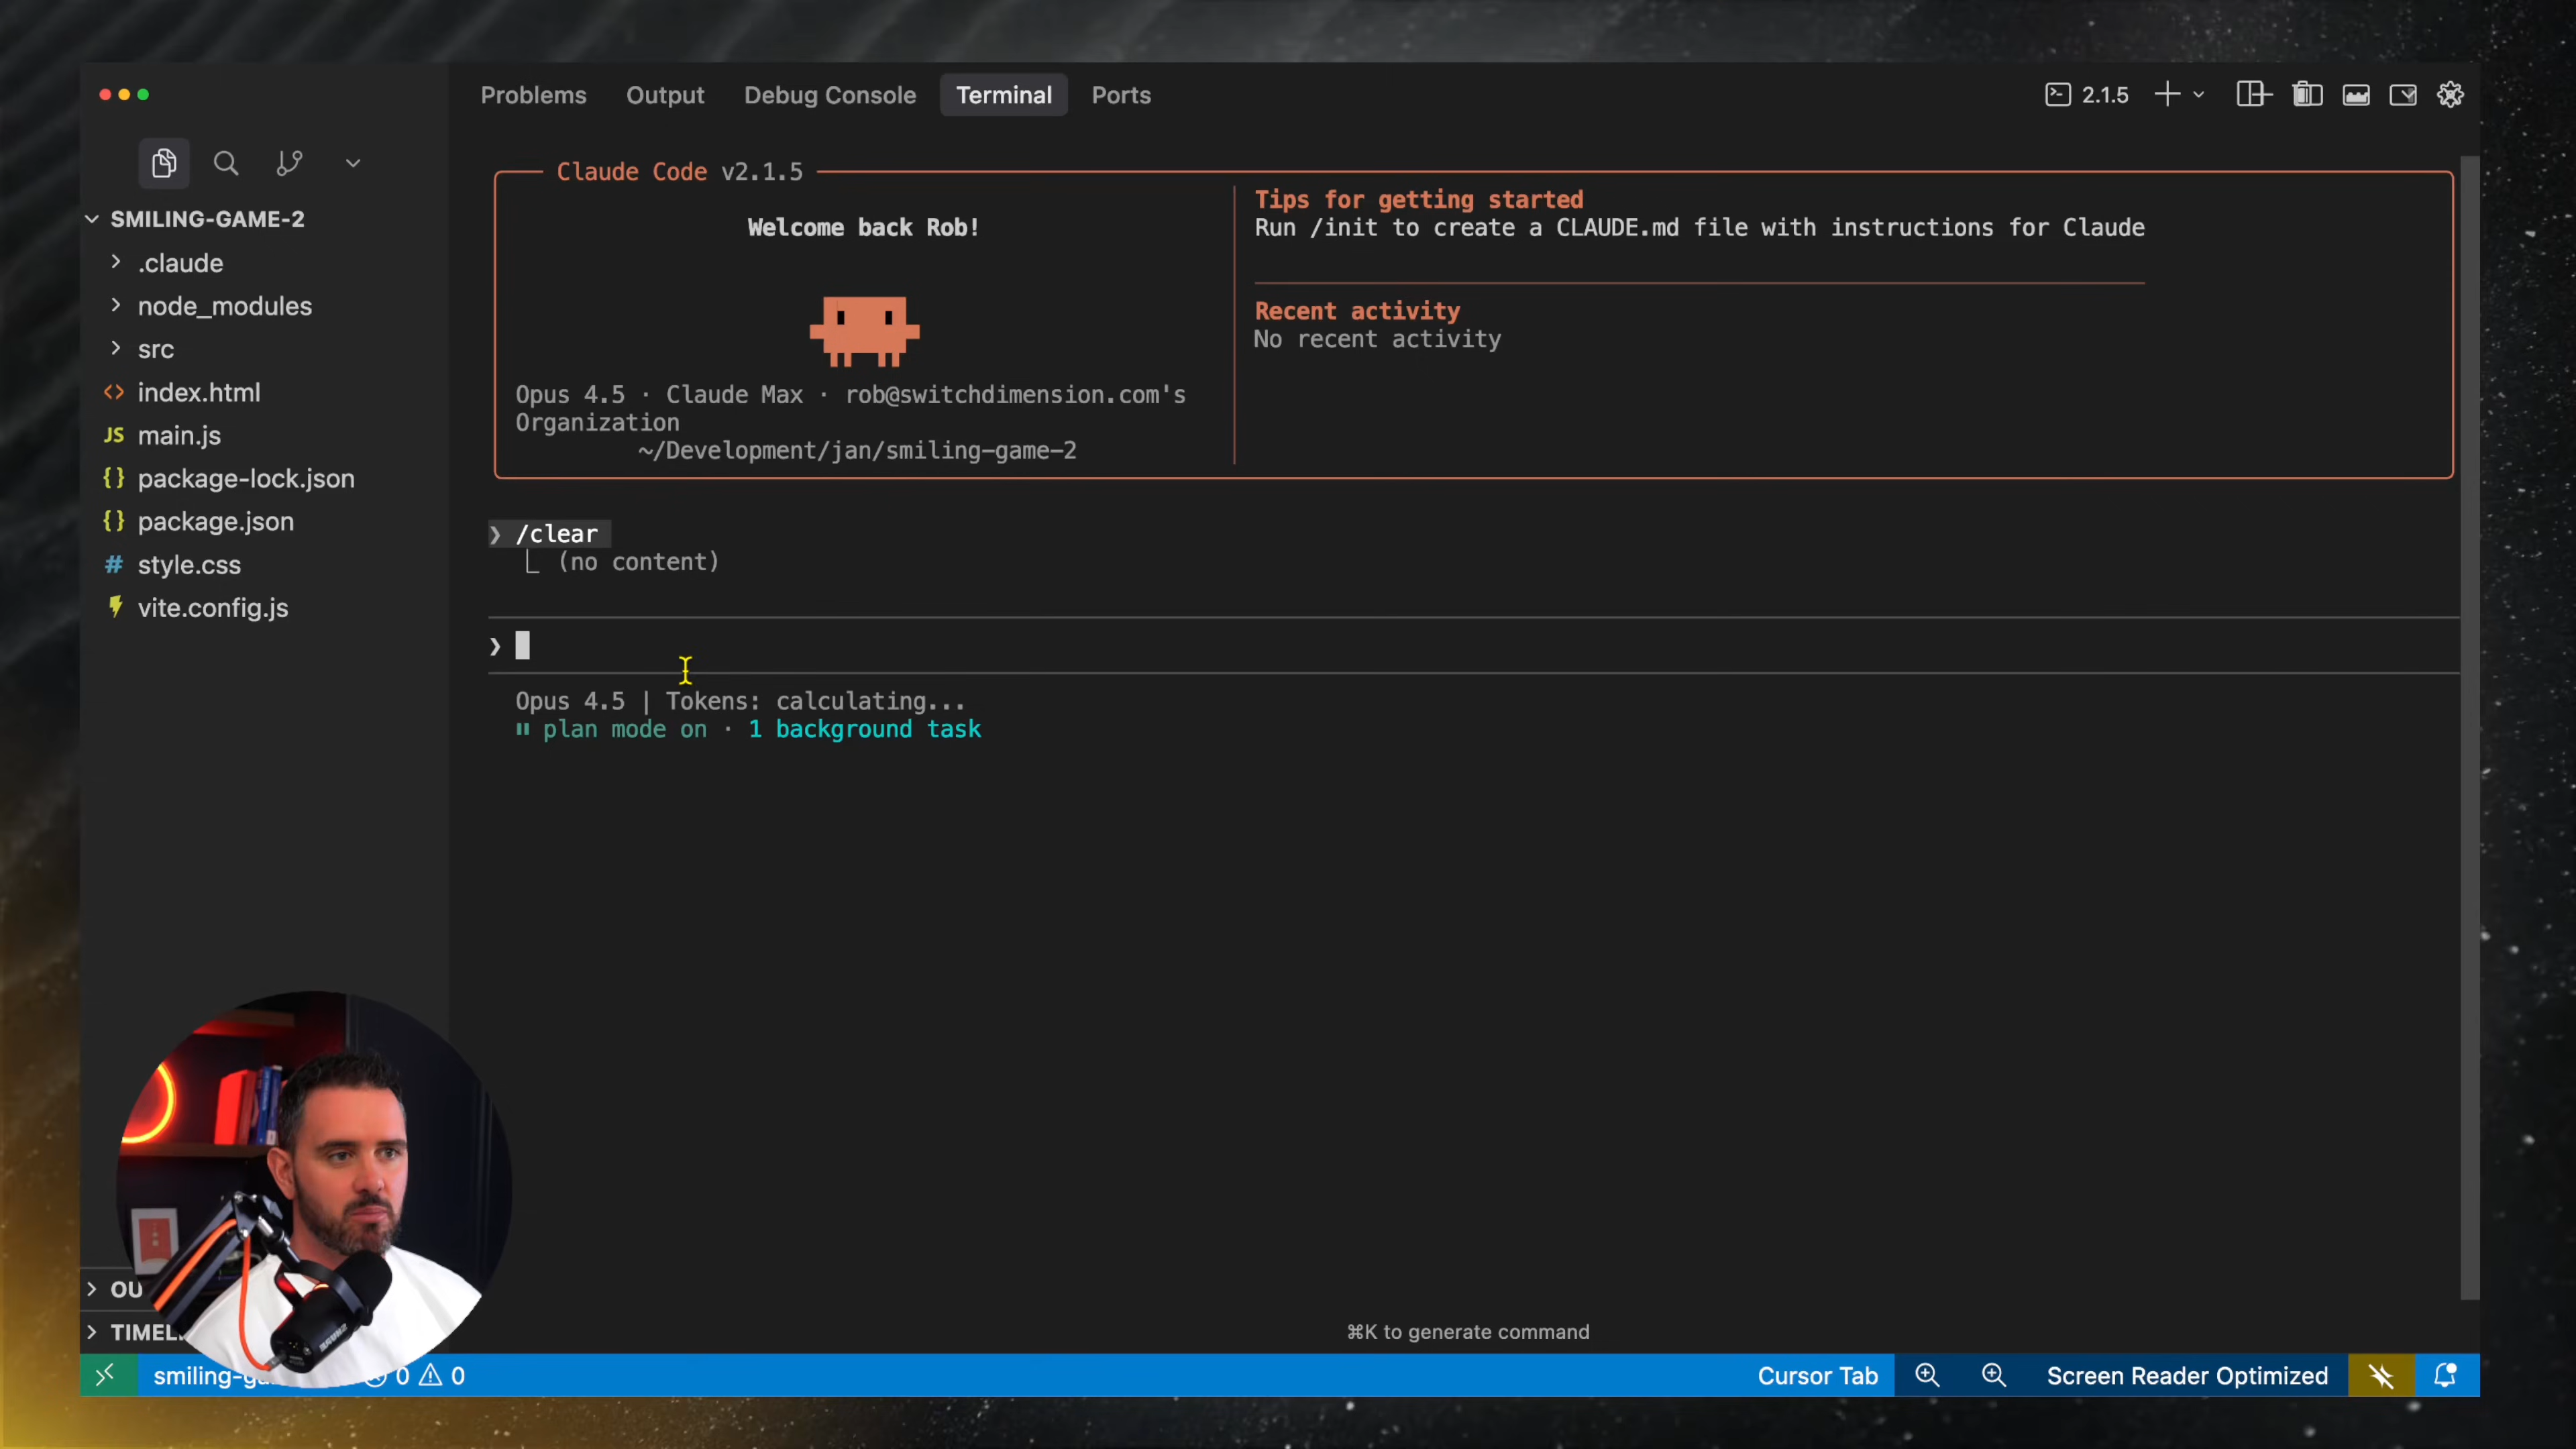 Problems Output Debug Console Terminal Ports
2.1.5
SMILING-GAME-2
.claude
node_modules
src
index.html
JS main.js
{} package-lock.json
{} package.json
# style.css
vite.config.js
Claude Code v2.1.5
Welcome back Rob!
Opus 4.5 · Claude Max · rob@switchdimension.com's
Organization
~/Development/jan/smiling-game-2
Tips for getting started
Run /init to create a CLAUDE.md file with instructions for Claude
Recent activity
No recent activity
❯ /clear
(no content)
❯
Opus 4.5 | Tokens: calculating...
⏸ plan mode on · 1 background task
OU
TIMEL
⌘K to generate command
smiling-g
0
0
Cursor Tab
Screen Reader Optimized